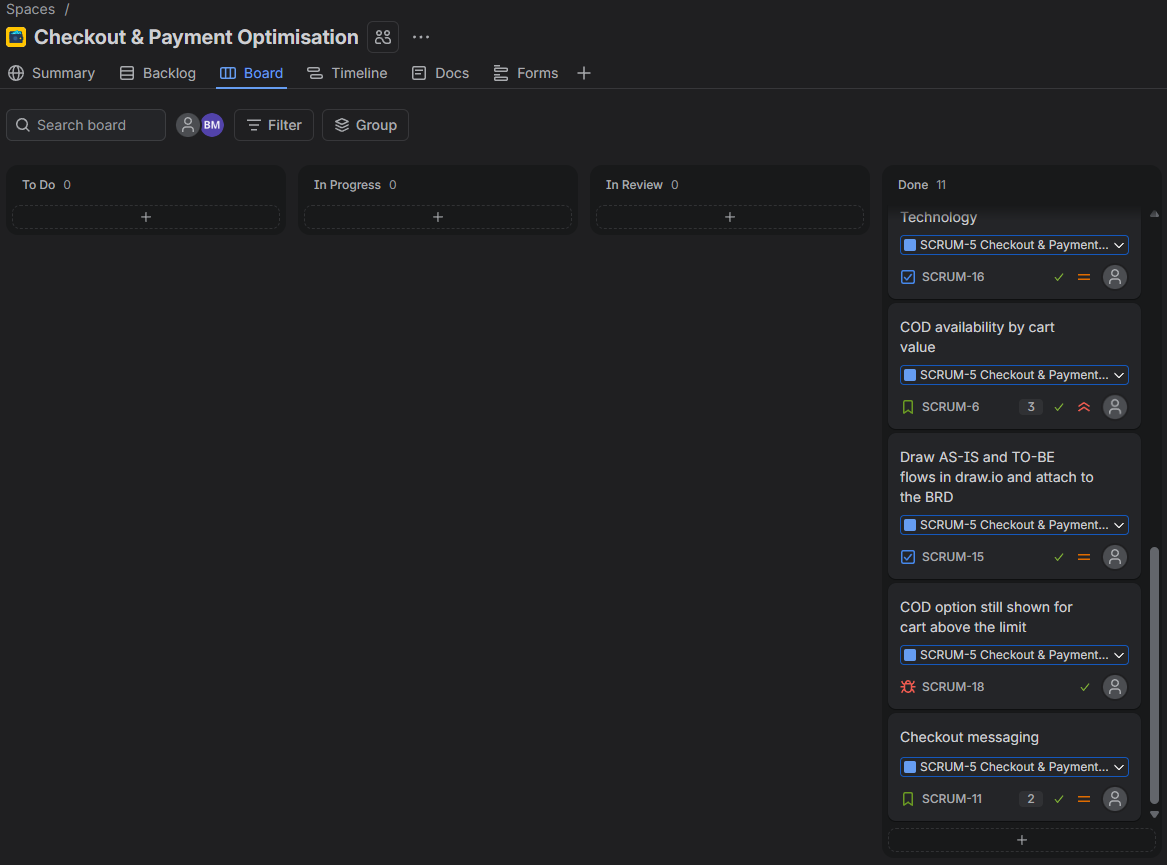 Spaces /
Checkout & Payment Optimisation
Summary Backlog Board Timeline Docs Forms
Search board BM Filter Group
To Do 0
In Progress 0
In Review 0
Done 11
Technology
SCRUM-5 Checkout & Payment...
SCRUM-16
COD availability by cart
value
SCRUM-5 Checkout & Payment...
SCRUM-6 3
Draw AS-IS and TO-BE
flows in draw.io and attach to
the BRD
SCRUM-5 Checkout & Payment...
SCRUM-15
COD option still shown for
cart above the limit
SCRUM-5 Checkout & Payment...
SCRUM-18
Checkout messaging
SCRUM-5 Checkout & Payment...
SCRUM-11 2